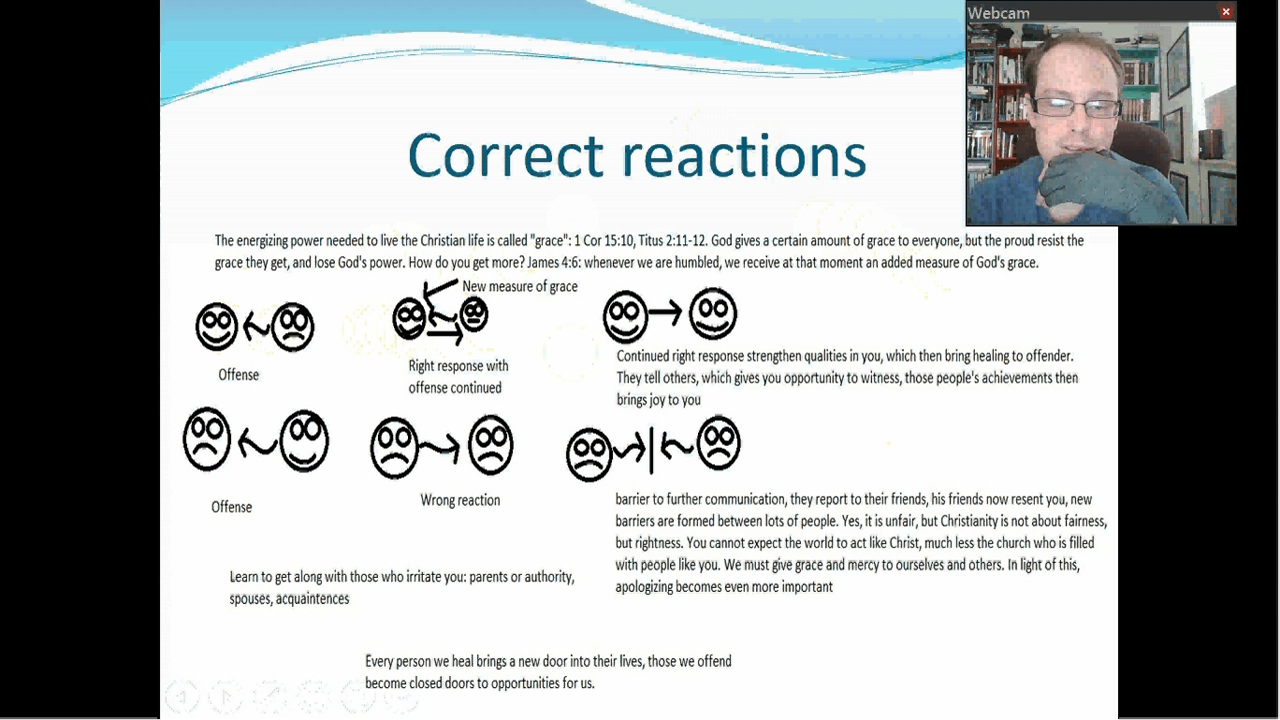 Webcam
Correct reactions
The energizing power needed to live the Christian life is called "grace": 1 Cor 15:10, Titus 2:11-12. God gives a certain amount of grace to everyone, but the proud resist the
grace they get, and lose God's power. How do you get more? James 4:6: whenever we are humbled, we receive at that moment an added measure of God's grace.
New measure of grace
Offense
Right response with
offense continued
Continued right response strengthen qualities in you, which then bring healing to offender.
They tell others, which gives you opportunity to witness, those people's achievements then
brings joy to you
Offense
Wrong reaction
barrier to further communication, they report to their friends, his friends now resent you, new
barriers are formed between lots of people. Yes, it is unfair, but Christianity is not about fairness,
but rightness. You cannot expect the world to act like Christ, much less the church who is filled
with people like you. We must give grace and mercy to ourselves and others. In light of this,
apologizing becomes even more important
Learn to get along with those who irritate you: parents or authority,
spouses, acquaintences
Every person we heal brings a new door into their lives, those we offend
become closed doors to opportunities for us.